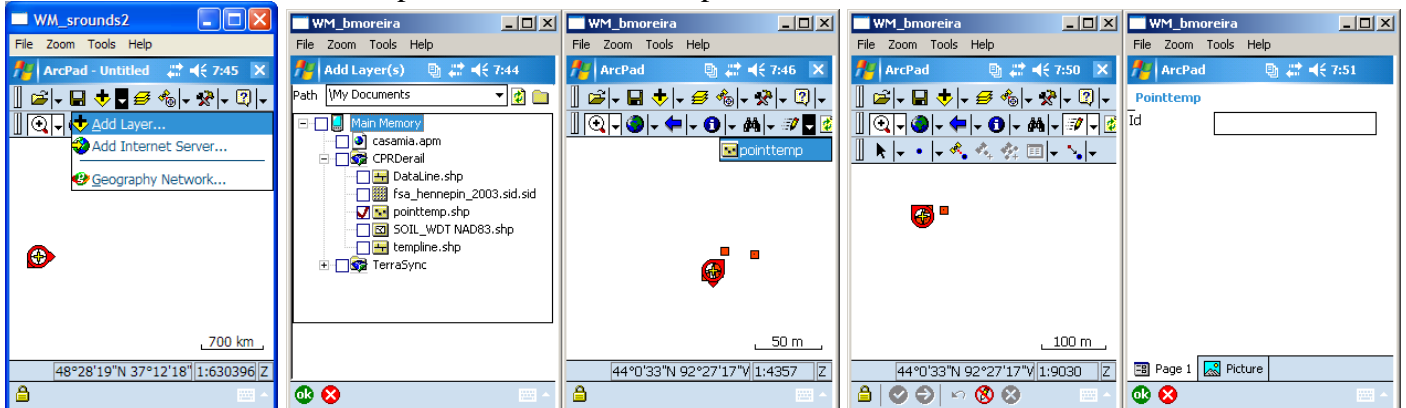 WM_srounds2
File Zoom Tools Help
ArcPad - Untitled 7:45
Add Layer...
Add Internet Server...
Geography Network...
700 km
48°28'19"N 37°12'18" 1:630396 Z
WM_bmoreira
File Zoom Tools Help
Add Layer(s) 7:44
Path \My Documents
Main Memory
casamia.apm
CPRDerail
DataLine.shp
fsa_hennepin_2003.sid.sid
pointtemp.shp
SOIL_WDT NAD83.shp
templine.shp
TerraSync
ok
WM_bmoreira
File Zoom Tools Help
ArcPad 7:46
pointtemp
50 m
44°0'33"N 92°27'17"V 1:4357 Z
WM_bmoreira
File Zoom Tools Help
ArcPad 7:50
100 m
44°0'33"N 92°27'17"V 1:9030 Z
WM_bmoreira
File Zoom Tools Help
ArcPad 7:51
Pointtemp
Id
Page 1 Picture
ok